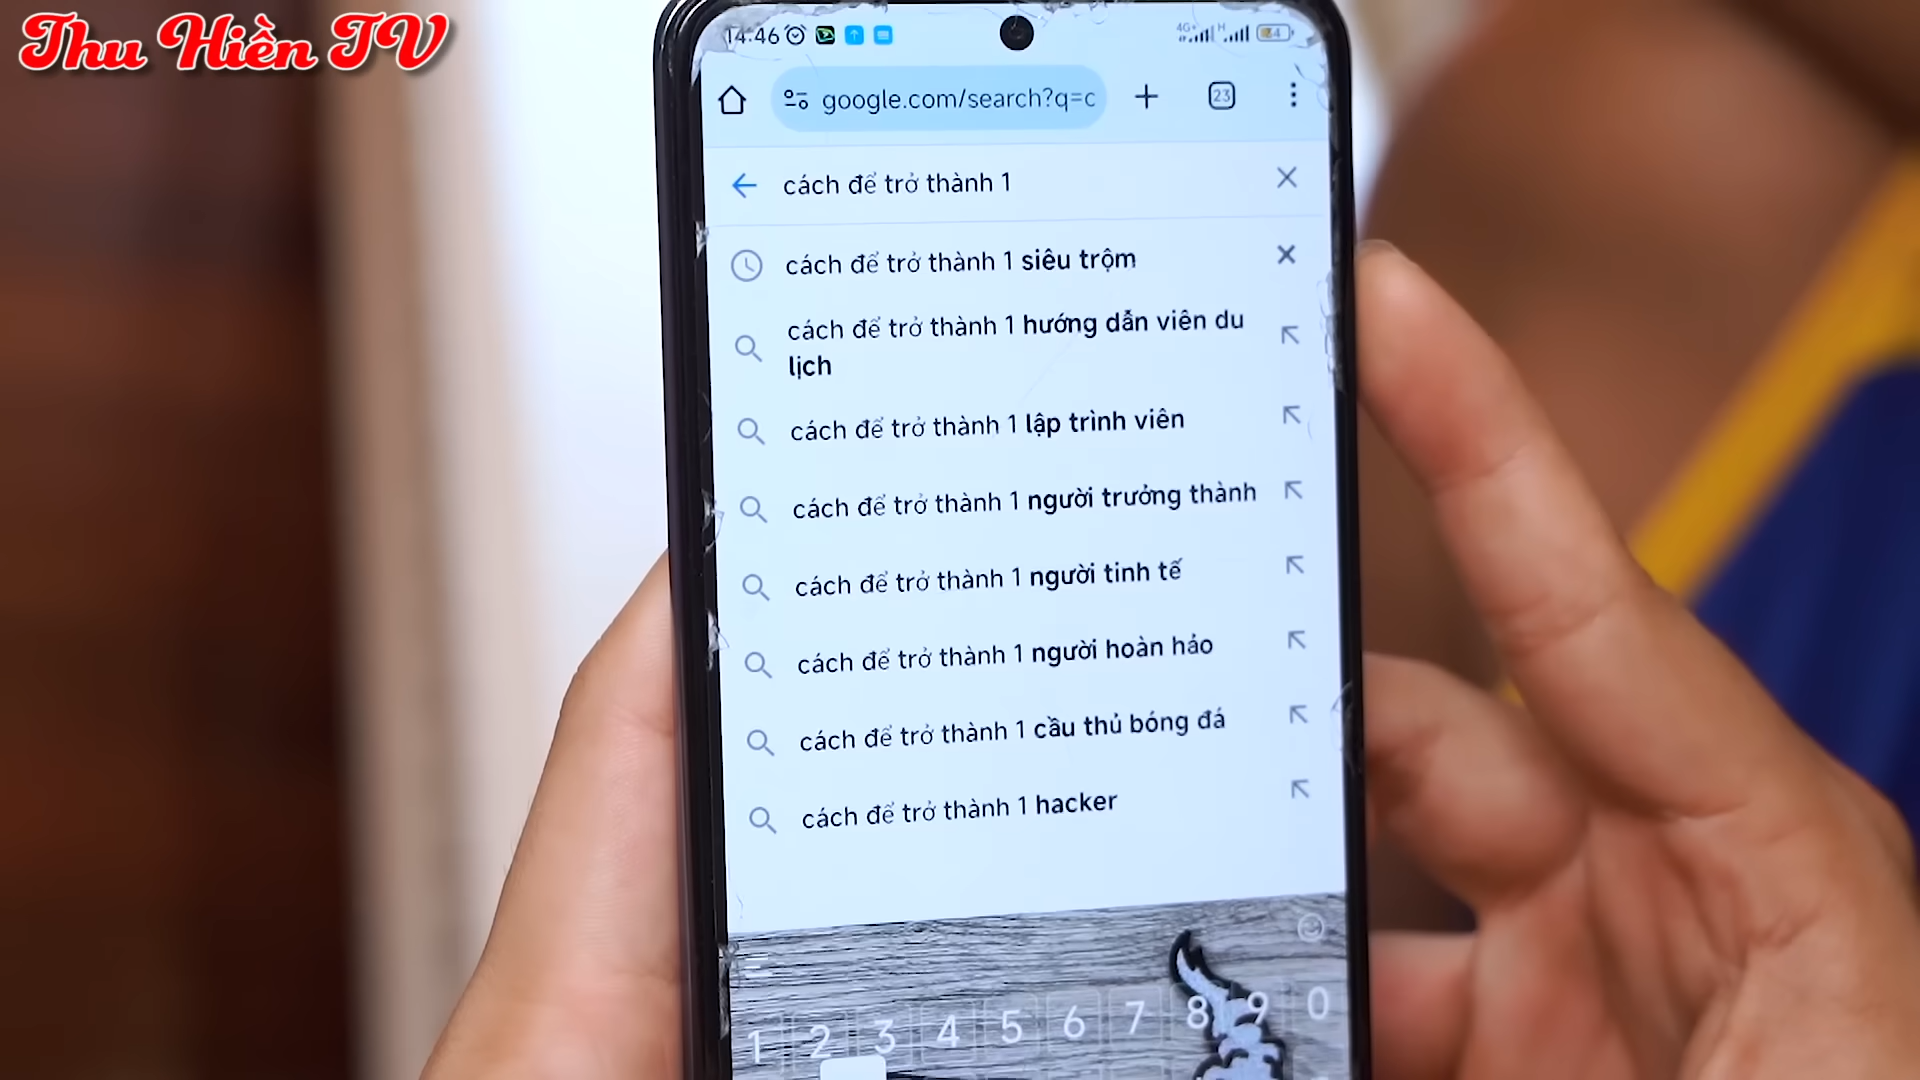 Thu Hiền TV
14:46
4G+ H 54
google.com/search?q=c
23
cách để trở thành 1
cách để trở thành 1 siêu trộm
cách để trở thành 1 hướng dẫn viên du
lịch
cách để trở thành 1 lập trình viên
cách để trở thành 1 người trưởng thành
cách để trở thành 1 người tinh tế
cách để trở thành 1 người hoàn hảo
cách để trở thành 1 cầu thủ bóng đá
cách để trở thành 1 hacker
1 2 3 4 5 6 7 8 9 0